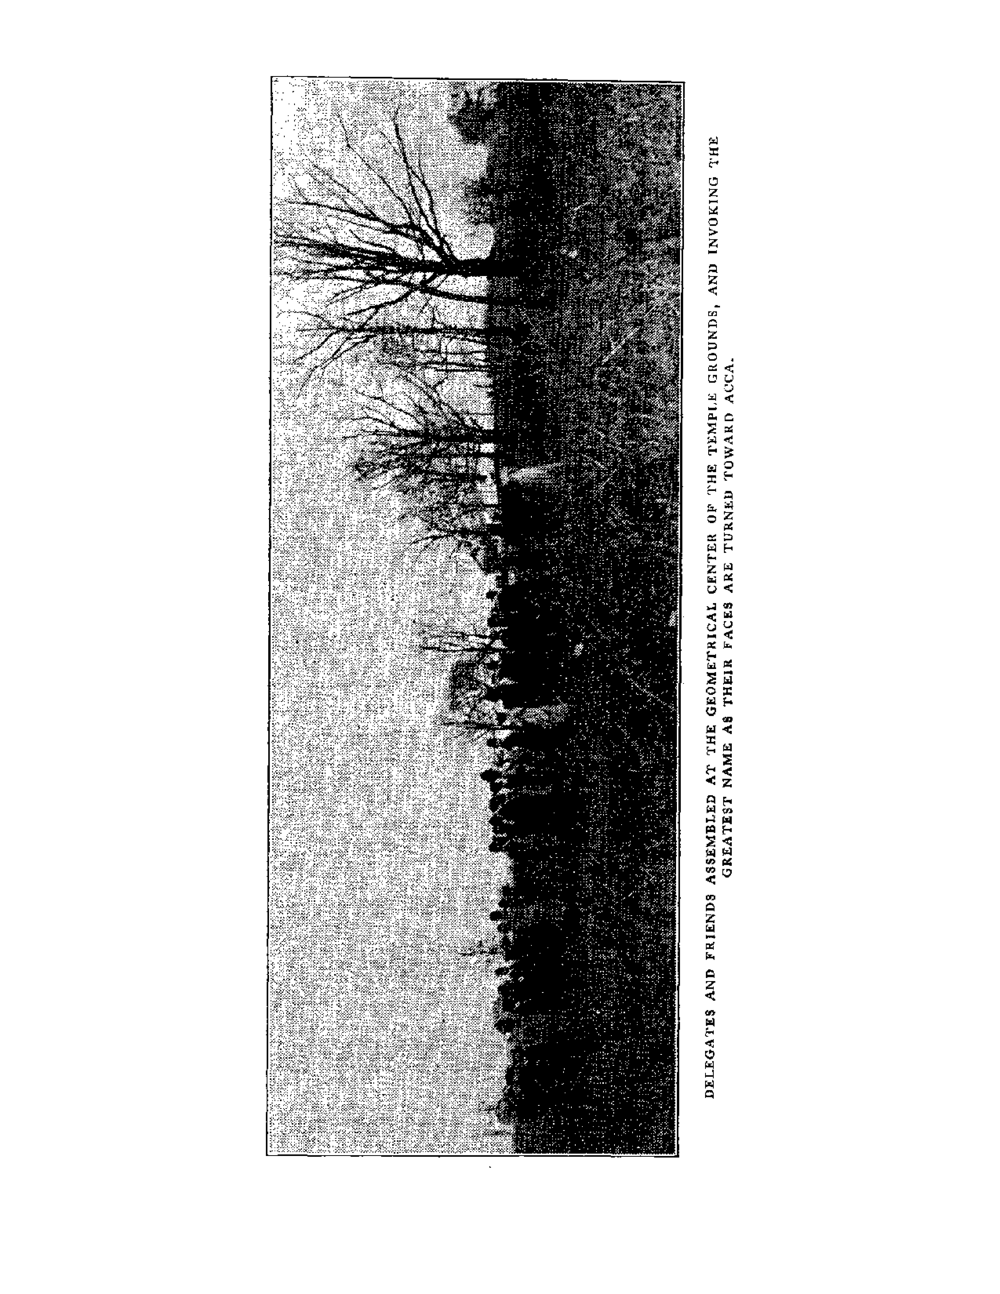 DELEGATES AND FRIENDS ASSEMBLED AT THE GEOMETRICAL CENTER OF THE TEMPLE GROUNDS, AND INVOKING THE
GREATEST NAME AS THEIR FACES ARE TURNED TOWARD ACCA.